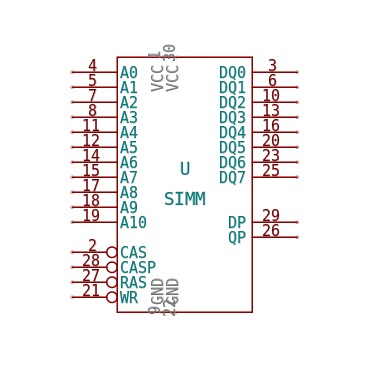 VCC 1
VCC 30
4 A0 DQ0 3
5 A1 DQ1 6
7 A2 DQ2 10
8 A3 DQ3 13
11 A4 DQ4 16
12 A5 DQ5 20
14 A6 DQ6 23
15 A7 DQ7 25
17 A8
18 A9
19 A10 DP 29
QP 26
U
SIMM
2 CAS
28 CASP
27 RAS
21 WR
9 GND
22 GND